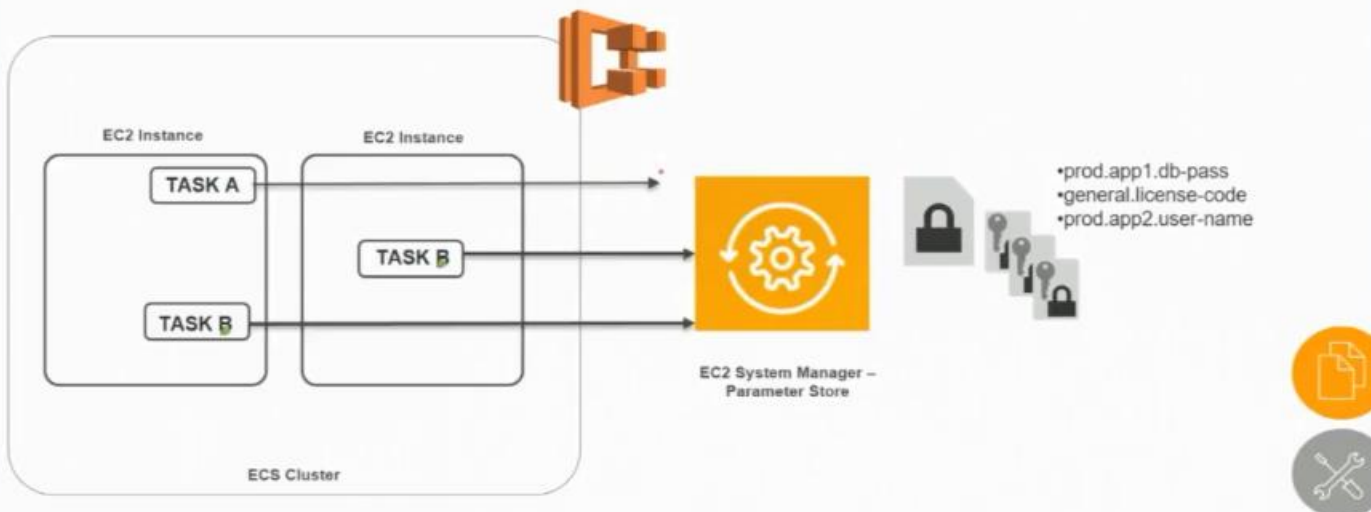 EC2 Instance
EC2 Instance
TASK A
TASK B
TASK B
ECS Cluster
EC2 System Manager –
Parameter Store
•prod.app1.db-pass
•general.license-code
•prod.app2.user-name